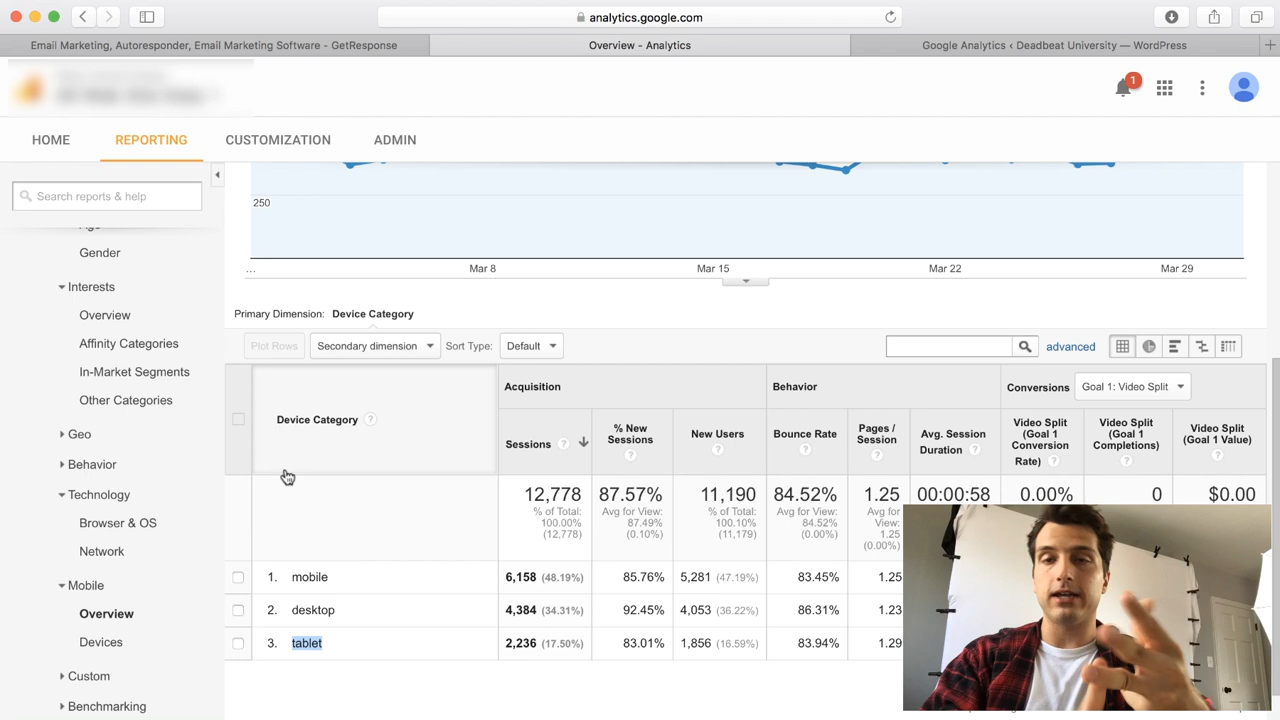 analytics.google.com
Email Marketing, Autoresponder, Email Marketing Software - GetResponse
Overview - Analytics
Google Analytics ‹ Deadbeat University — WordPress
1
HOME
REPORTING
CUSTOMIZATION
ADMIN
Search reports & help
Gender
Interests
Overview
Affinity Categories
In-Market Segments
Other Categories
Geo
Behavior
Technology
Browser & OS
Network
Mobile
Overview
Devices
Custom
Benchmarking
250
...
Mar 8
Mar 15
Mar 22
Mar 29
Primary Dimension: Device Category
Plot Rows
Secondary dimension
Sort Type:
Default
advanced
Device Category ?
Acquisition
Behavior
Conversions
Goal 1: Video Split
Sessions ?
% New
Sessions
?
New Users
?
Bounce Rate
?
Pages /
Session
?
Avg. Session
Duration ?
Video Split
(Goal 1
Conversion
Rate) ?
Video Split
(Goal 1
Completions)
?
Video Split
(Goal 1 Value)
?
12,778
% of Total:
100.00%
(12,778)
87.57%
Avg for View:
87.49%
(0.10%)
11,190
% of Total:
100.10%
(11,179)
84.52%
Avg for View:
84.52%
(0.00%)
1.25
Avg for
View:
1.25
(0.00%)
00:00:58
0.00%
0
$0.00
1. mobile 6,158 (48.19%) 85.76% 5,281 (47.19%) 83.45% 1.25
2. desktop 4,384 (34.31%) 92.45% 4,053 (36.22%) 86.31% 1.23
3. tablet 2,236 (17.50%) 83.01% 1,856 (16.59%) 83.94% 1.29